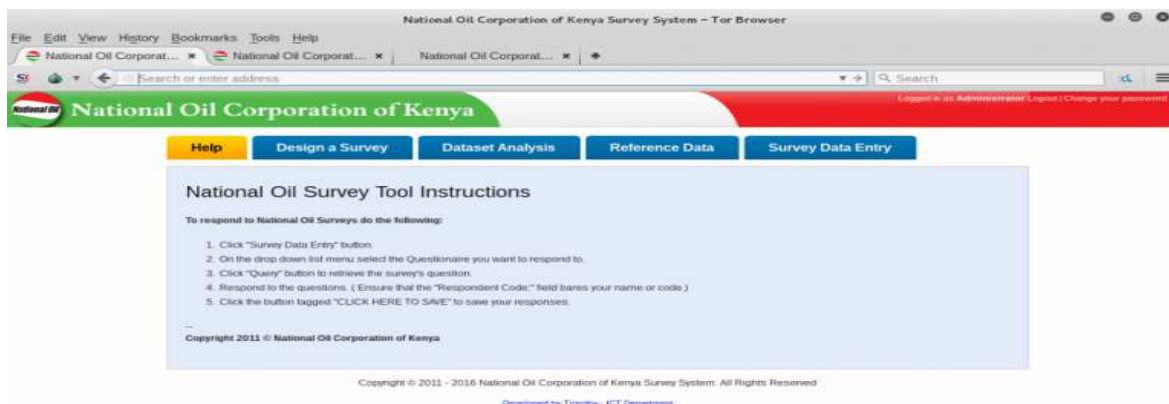 National Oil Corporation of Kenya Survey System – Tor Browser
File Edit View History Bookmarks Tools Help
National Oil Corporat... × National Oil Corporat... × National Oil Corporat... × +
Search or enter address Search
National Oil National Oil Corporation of Kenya Logged in as Administrator Logout | Change your password
Help Design a Survey Dataset Analysis Reference Data Survey Data Entry
National Oil Survey Tool Instructions
To respond to National Oil Surveys do the following:
1. Click "Survey Data Entry" button.
2. On the drop down list menu select the Questionaire you want to respond to.
3. Click "Query" button to retrieve the survey's question.
4. Respond to the questions. ( Ensure that the "Respondent Code:" field bares your name or code.)
5. Click the button tagged "CLICK HERE TO SAVE" to save your responses.
--
Copyright 2011 © National Oil Corporation of Kenya
Copyright © 2011 - 2016 National Oil Corporation of Kenya Survey System. All Rights Reserved
Developed by Timothy - ICT Department